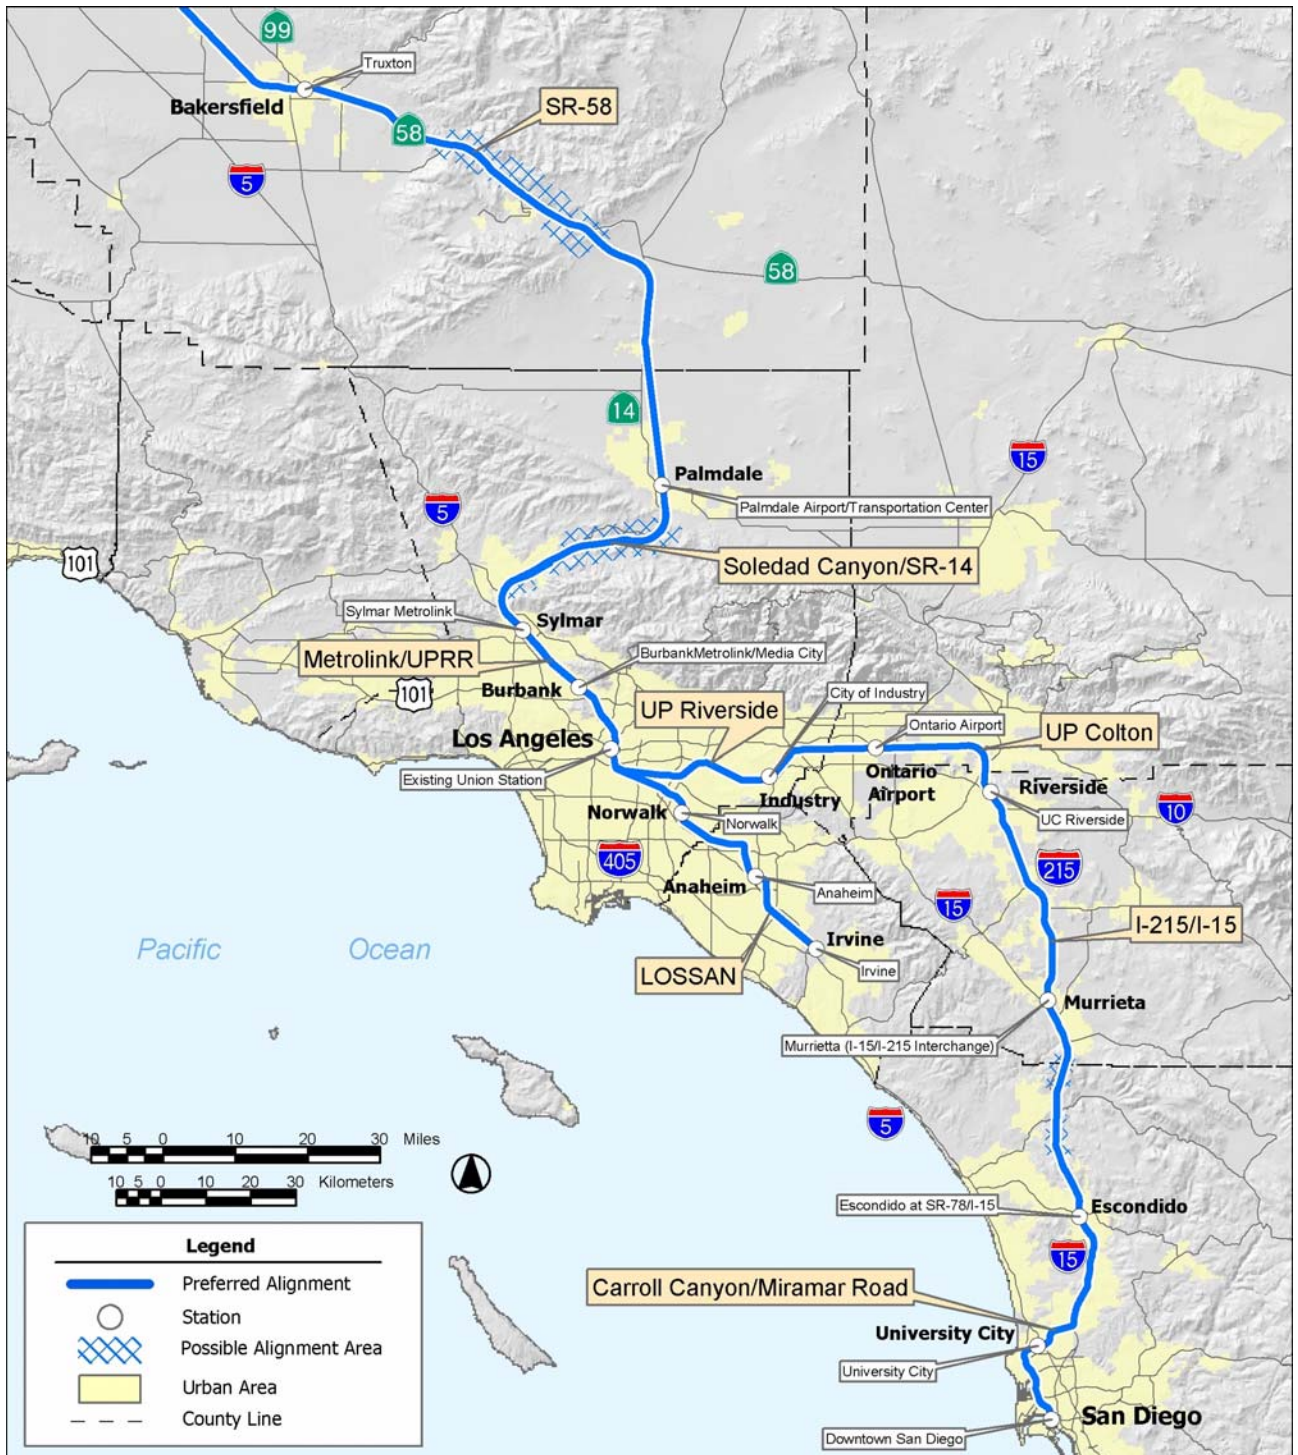 99
Truxton
Bakersfield
SR-58
58
5
58
14
15
Palmdale
Palmdale Airport/Transportation Center
5
101
Soledad Canyon/SR-14
Sylmar Metrolink
Sylmar
Metrolink/UPRR
BurbankMetrolink/Media City
101
Burbank
City of Industry
UP Riverside
Ontario Airport
UP Colton
Los Angeles
Existing Union Station
Ontario
Airport
Industry
Riverside
10
Norwalk
Norwalk
UC Riverside
405
215
Anaheim
Anaheim
15
I-215/I-15
Pacific Ocean
Irvine
Irvine
LOSSAN
Murrieta
Murrietta (I-15/I-215 Interchange)
5
10 5 0 10 20 30 Miles
10 5 0 10 20 30 Kilometers
Escondido at SR-78/I-15
Escondido
15
Carroll Canyon/Miramar Road
University City
University City
San Diego
Downtown San Diego
Legend
Preferred Alignment
Station
Possible Alignment Area
Urban Area
County Line